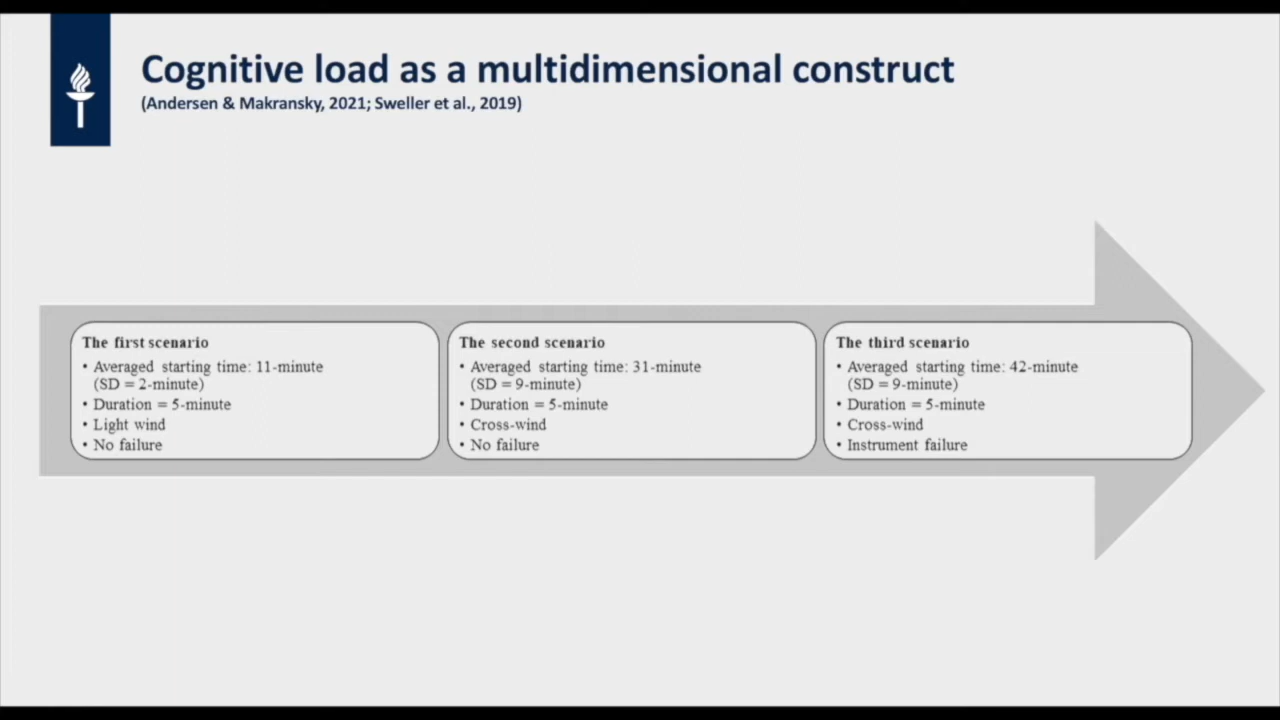 Cognitive load as a multidimensional construct
(Andersen & Makransky, 2021; Sweller et al., 2019)
The first scenario
• Averaged starting time: 11-minute
(SD = 2-minute)
• Duration = 5-minute
• Light wind
• No failure
The second scenario
• Averaged starting time: 31-minute
(SD = 9-minute)
• Duration = 5-minute
• Cross-wind
• No failure
The third scenario
• Averaged starting time: 42-minute
(SD = 9-minute)
• Duration = 5-minute
• Cross-wind
• Instrument failure